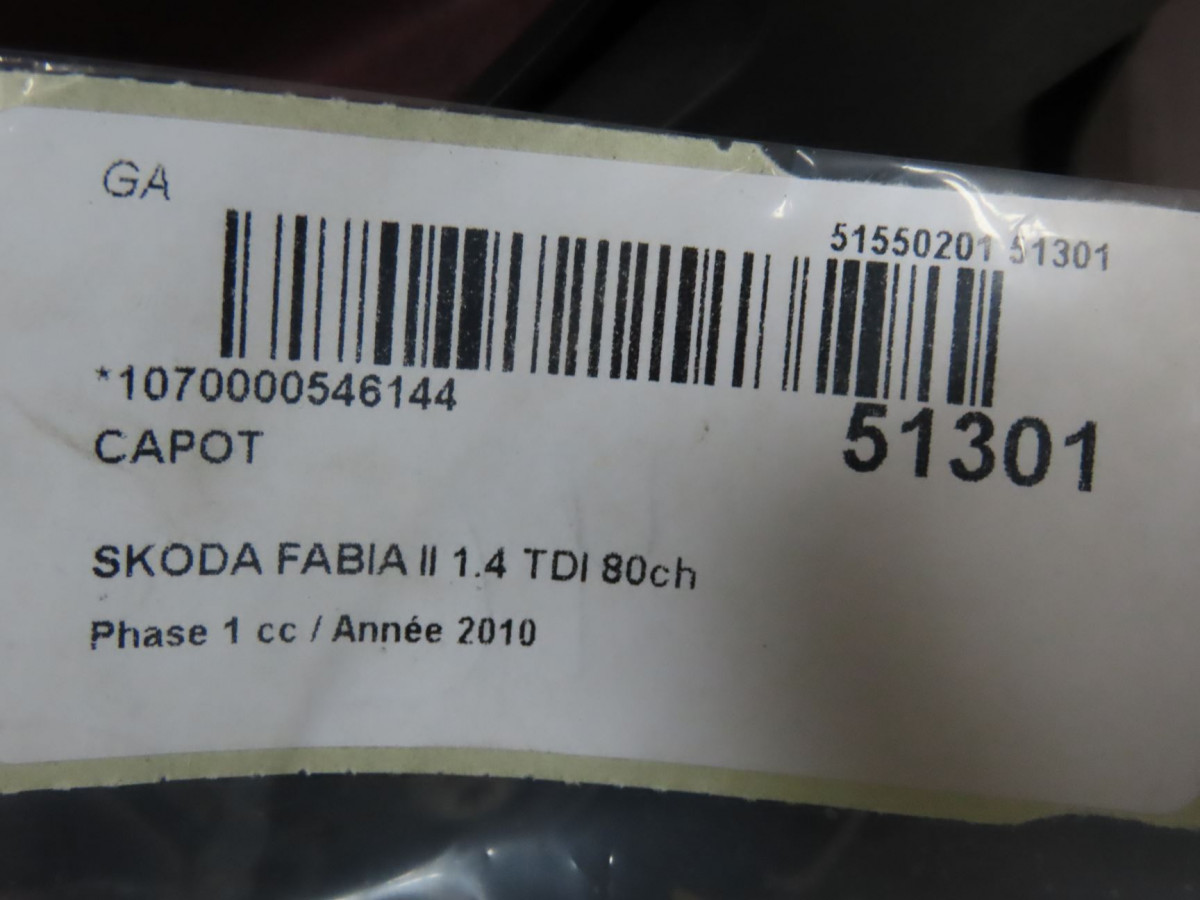 GA
51550201 51301
*1070000546144
51301
CAPOT
SKODA FABIA II 1.4 TDI 80ch
Phase 1 cc / Année 2010